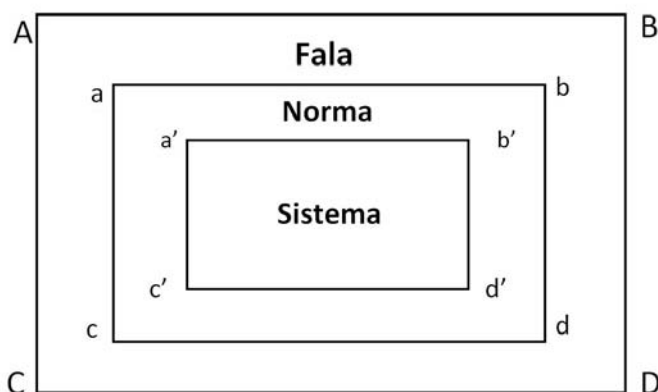 A B
Fala
a b
Norma
a’ b’
Sistema
c’ d’
c d
C D